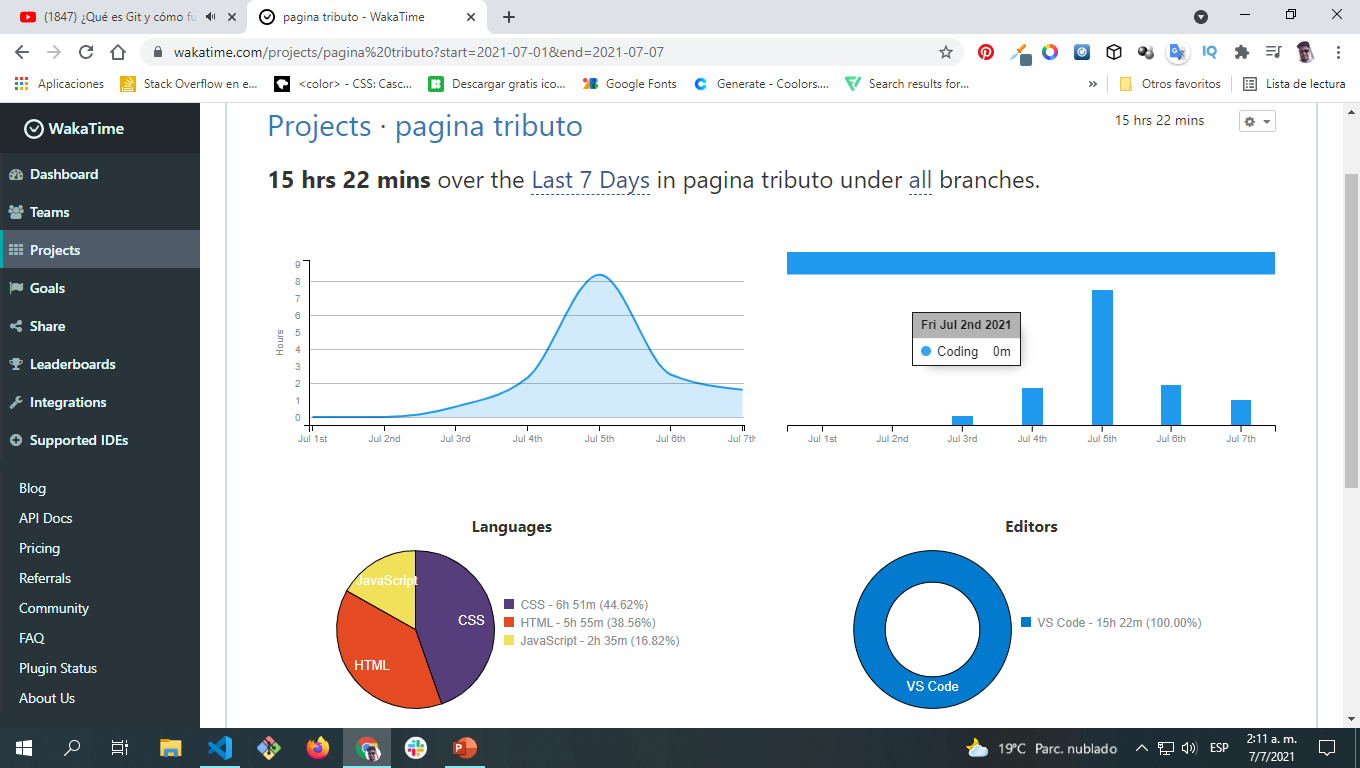 (1847) ¿Qué es Git y cómo fu
pagina tributo - WakaTime
wakatime.com/projects/pagina%20tributo?start=2021-07-01&end=2021-07-07
Aplicaciones
Stack Overflow en e...
<color> - CSS: Casc...
Descargar gratis ico...
Google Fonts
Generate - Coolors....
Search results for...
»
Otros favoritos
Lista de lectura
WakaTime
Dashboard
Teams
Projects
Goals
Share
Leaderboards
Integrations
Supported IDEs
Blog
API Docs
Pricing
Referrals
Community
FAQ
Plugin Status
About Us
Projects · pagina tributo
15 hrs 22 mins
15 hrs 22 mins over the Last 7 Days in pagina tributo under all branches.
Hours
9
8
7
6
5
4
3
2
1
0
Jul 1st
Jul 2nd
Jul 3rd
Jul 4th
Jul 5th
Jul 6th
Jul 7th
Fri Jul 2nd 2021
Coding 0m
Jul 1st
Jul 2nd
Jul 3rd
Jul 4th
Jul 5th
Jul 6th
Jul 7th
Languages
JavaScript
CSS
HTML
CSS - 6h 51m (44.62%)
HTML - 5h 55m (38.56%)
JavaScript - 2h 35m (16.82%)
Editors
VS Code
VS Code - 15h 22m (100.00%)
19°C Parc. nublado
ESP
2:11 a. m.
7/7/2021